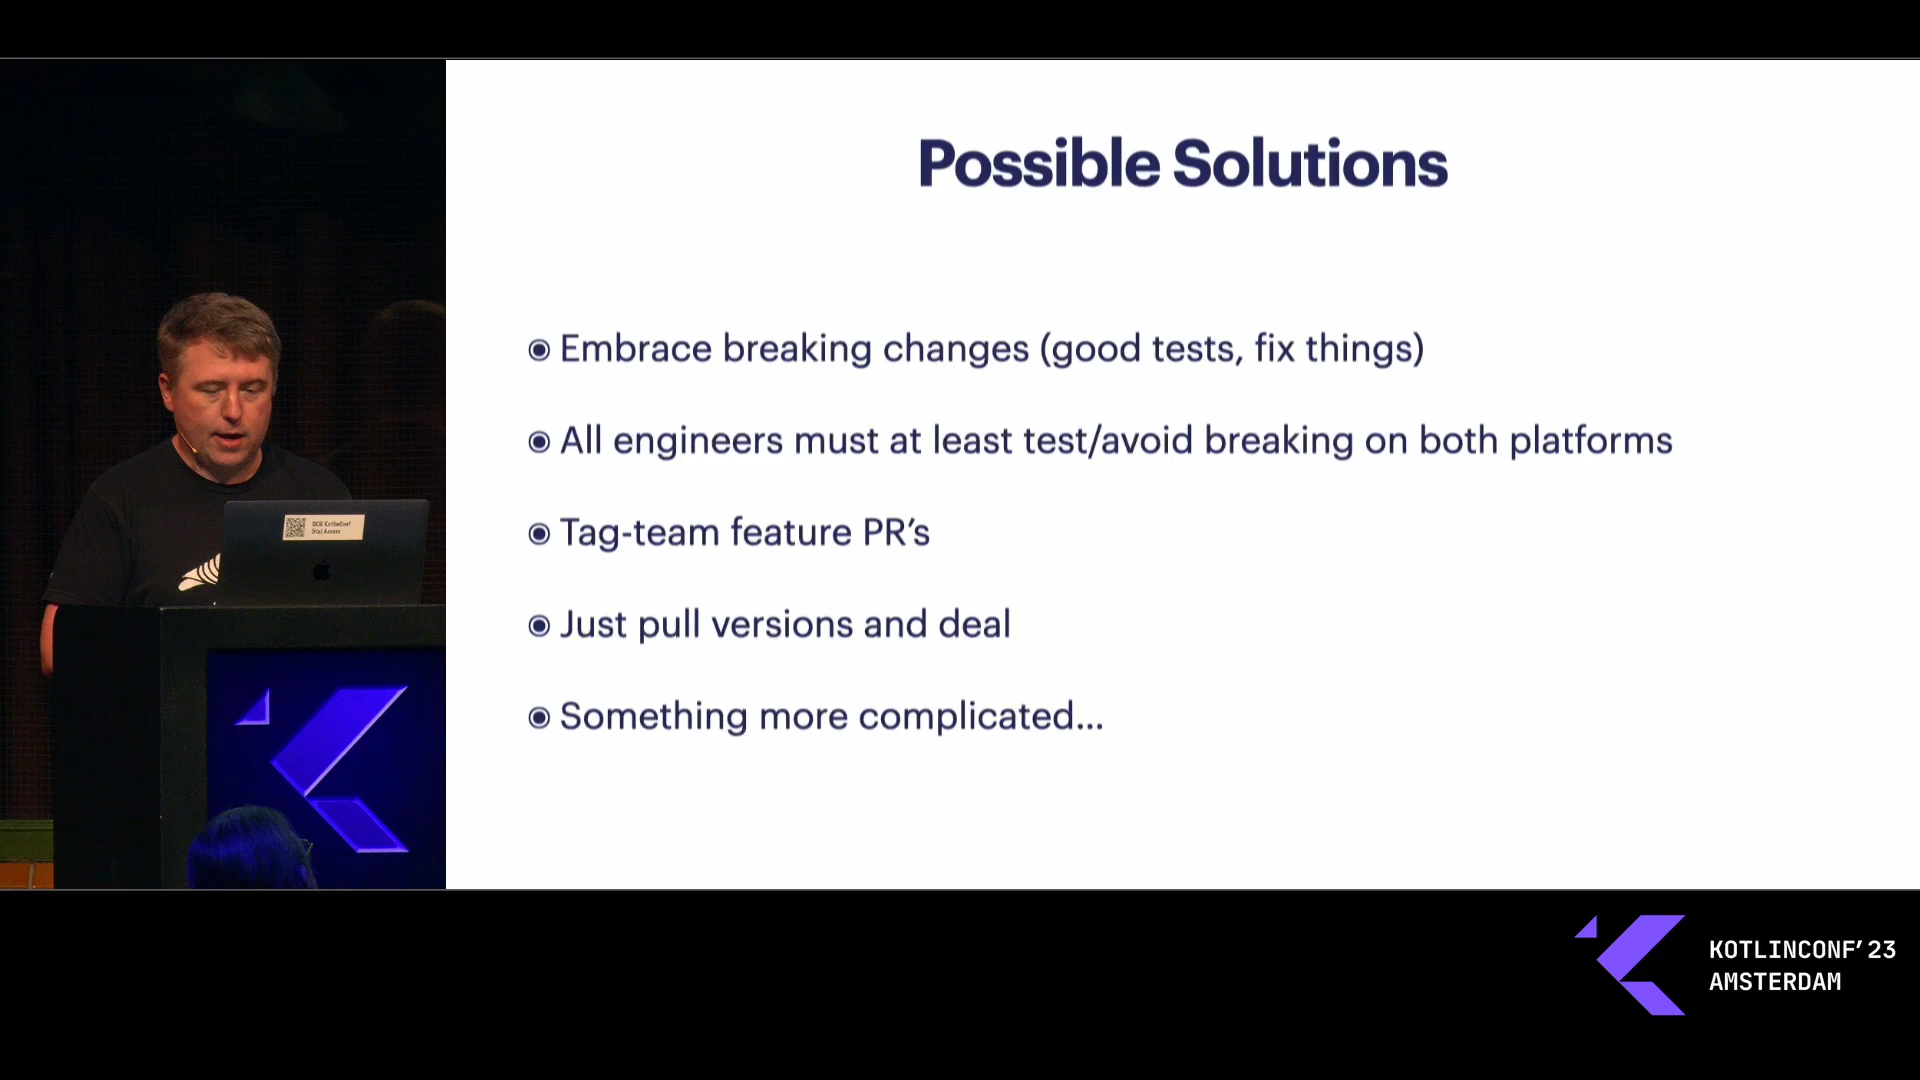 Possible Solutions
Embrace breaking changes (good tests, fix things)
All engineers must at least test/avoid breaking on both platforms
Tag-team feature PR’s
Just pull versions and deal
Something more complicated...
KOTLINCONF’23
AMSTERDAM